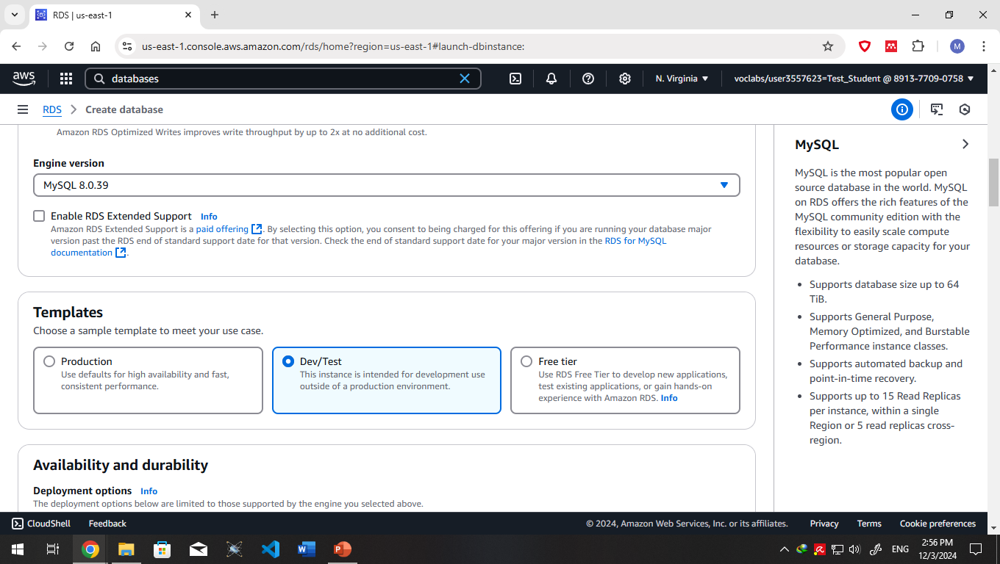 RDS | us-east-1
us-east-1.console.aws.amazon.com/rds/home?region=us-east-1#launch-dbinstance:
M
aws
databases
N. Virginia
voclabs/user3557623=Test_Student @ 8913-7709-0758
RDS
Create database
Amazon RDS Optimized Writes improves write throughput by up to 2x at no additional cost.
Engine version
MySQL 8.0.39
Enable RDS Extended Support Info
Amazon RDS Extended Support is a paid offering. By selecting this option, you consent to being charged for this offering if you are running your database major
version past the RDS end of standard support date for that version. Check the end of standard support date for your major version in the RDS for MySQL
documentation.
Templates
Choose a sample template to meet your use case.
Production
Use defaults for high availability and fast,
consistent performance.
Dev/Test
This instance is intended for development use
outside of a production environment.
Free tier
Use RDS Free Tier to develop new applications,
test existing applications, or gain hands-on
experience with Amazon RDS. Info
Availability and durability
Deployment options Info
The deployment options below are limited to those supported by the engine you selected above.
MySQL
MySQL is the most popular open
source database in the world. MySQL
on RDS offers the rich features of the
MySQL community edition with the
flexibility to easily scale compute
resources or storage capacity for your
database.
• Supports database size up to 64
TiB.
• Supports General Purpose,
Memory Optimized, and Burstable
Performance instance classes.
• Supports automated backup and
point-in-time recovery.
• Supports up to 15 Read Replicas
per instance, within a single
Region or 5 read replicas cross-
region.
CloudShell
Feedback
© 2024, Amazon Web Services, Inc. or its affiliates.
Privacy
Terms
Cookie preferences
ENG
2:56 PM
12/3/2024